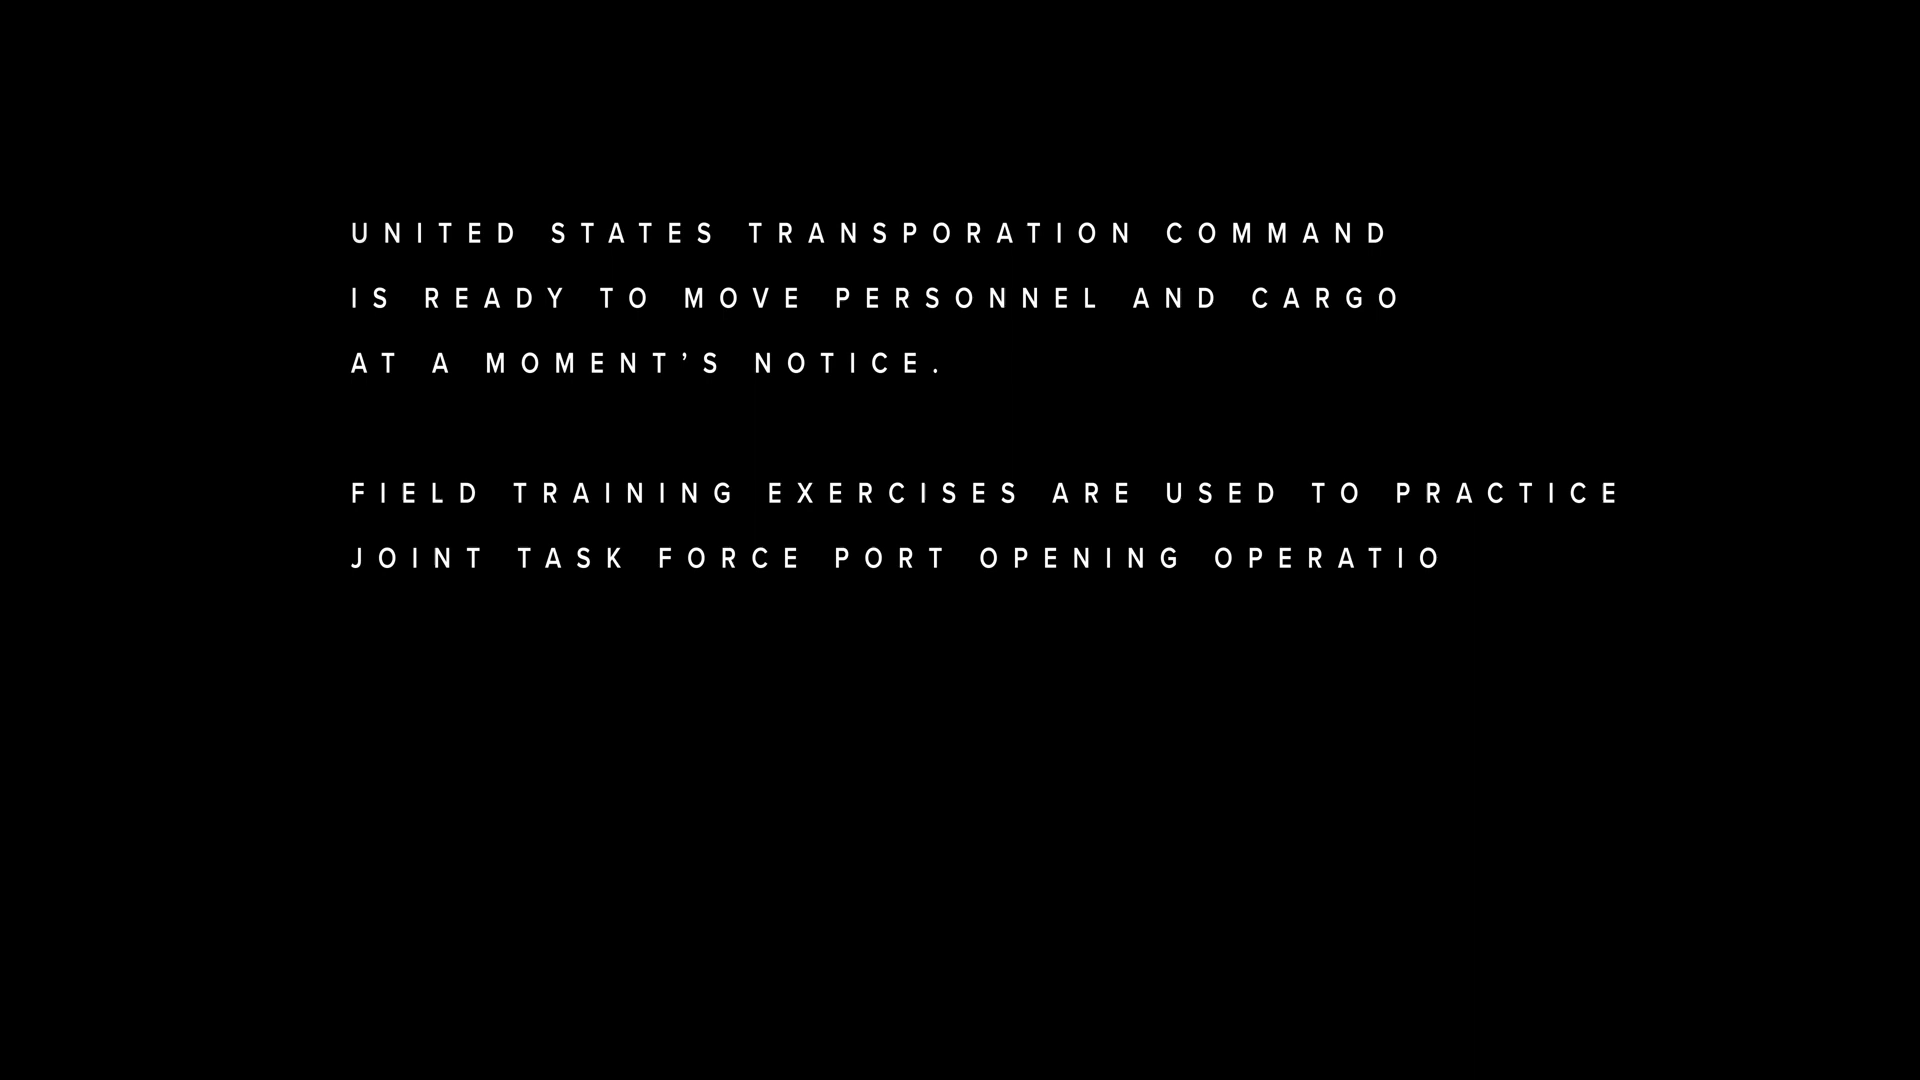 UNITED STATES TRANSPORATION COMMAND
IS READY TO MOVE PERSONNEL AND CARGO
AT A MOMENT’S NOTICE.
FIELD TRAINING EXERCISES ARE USED TO PRACTICE
JOINT TASK FORCE PORT OPENING OPERATIO